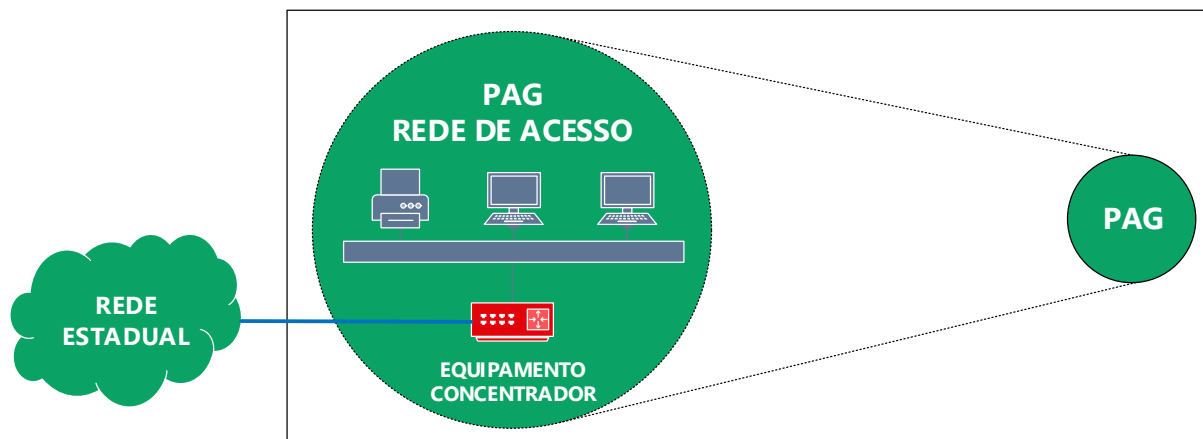 PAG
REDE DE ACESSO
PAG
REDE
ESTADUAL
EQUIPAMENTO
CONCENTRADOR